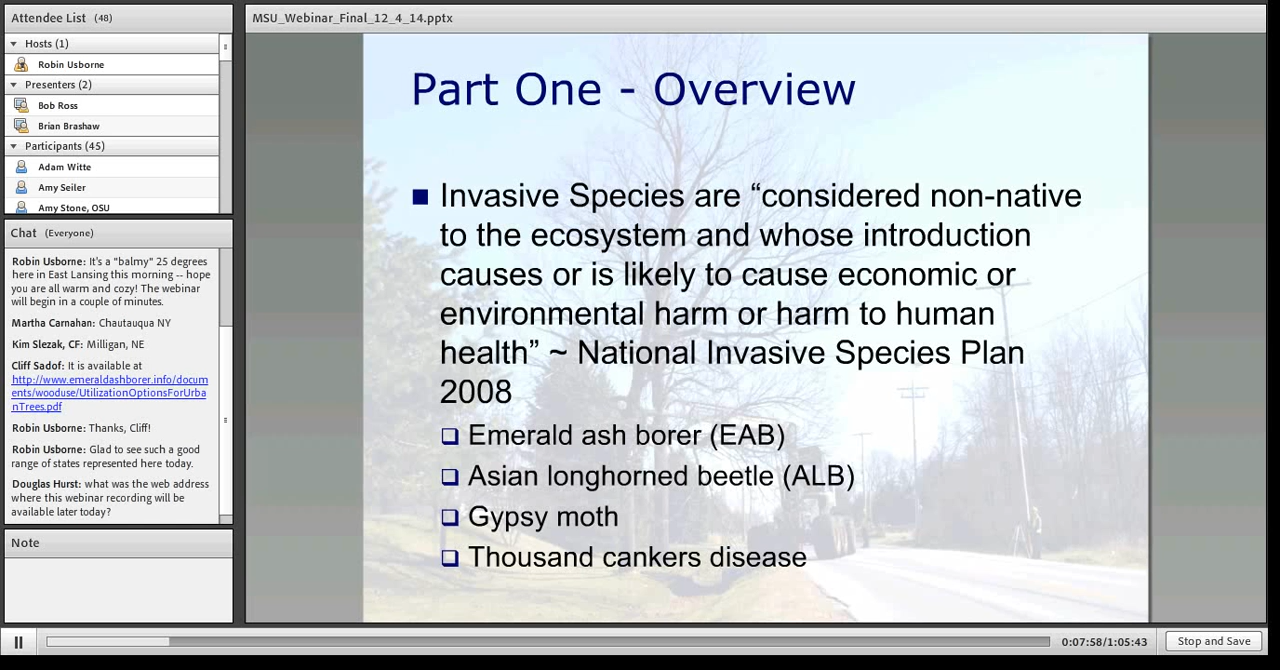 Attendee List (48)
Hosts (1)
Robin Usborne
Presenters (2)
Bob Ross
Brian Brashaw
Participants (45)
Adam Witte
Amy Seiler
Amy Stone, OSU
Chat (Everyone)
Robin Usborne: It's a "balmy" 25 degrees
here in East Lansing this morning -- hope
you are all warm and cozy! The webinar
will begin in a couple of minutes.
Martha Carnahan: Chautauqua NY
Kim Slezak, CF: Milligan, NE
Cliff Sadof: It is available at
http://www.emeraldashborer.info/docum
ents/wooduse/UtilizationOptionsForUrba
nTrees.pdf
Robin Usborne: Thanks, Cliff!
Robin Usborne: Glad to see such a good
range of states represented here today.
Douglas Hurst: what was the web address
where this webinar recording will be
available later today?
Note
MSU_Webinar_Final_12_4_14.pptx
Part One - Overview
Invasive Species are “considered non-native
to the ecosystem and whose introduction
causes or is likely to cause economic or
environmental harm or harm to human
health” ~ National Invasive Species Plan
2008
Emerald ash borer (EAB)
Asian longhorned beetle (ALB)
Gypsy moth
Thousand cankers disease
0:07:58/1:05:43
Stop and Save